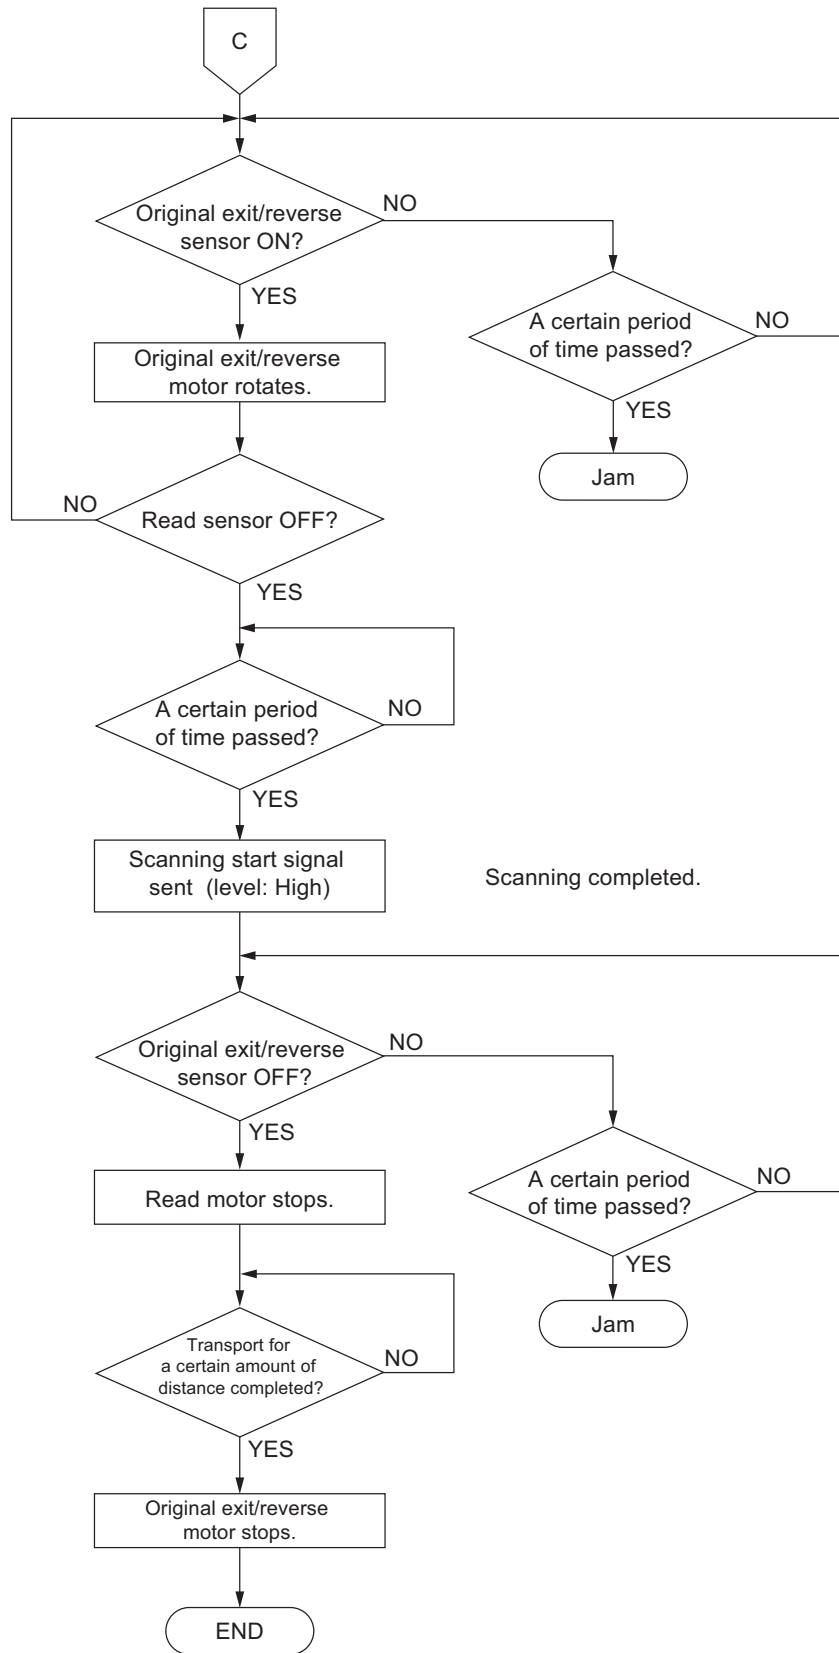 C
Original exit/reverse
sensor ON?
NO
YES
A certain period
of time passed?
NO
YES
Original exit/reverse
motor rotates.
Jam
NO
Read sensor OFF?
YES
A certain period
of time passed?
NO
YES
Scanning start signal
sent (level: High)
Scanning completed.
Original exit/reverse
sensor OFF?
NO
YES
A certain period
of time passed?
NO
YES
Read motor stops.
Jam
Transport for
a certain amount of
distance completed?
NO
YES
Original exit/reverse
motor stops.
END